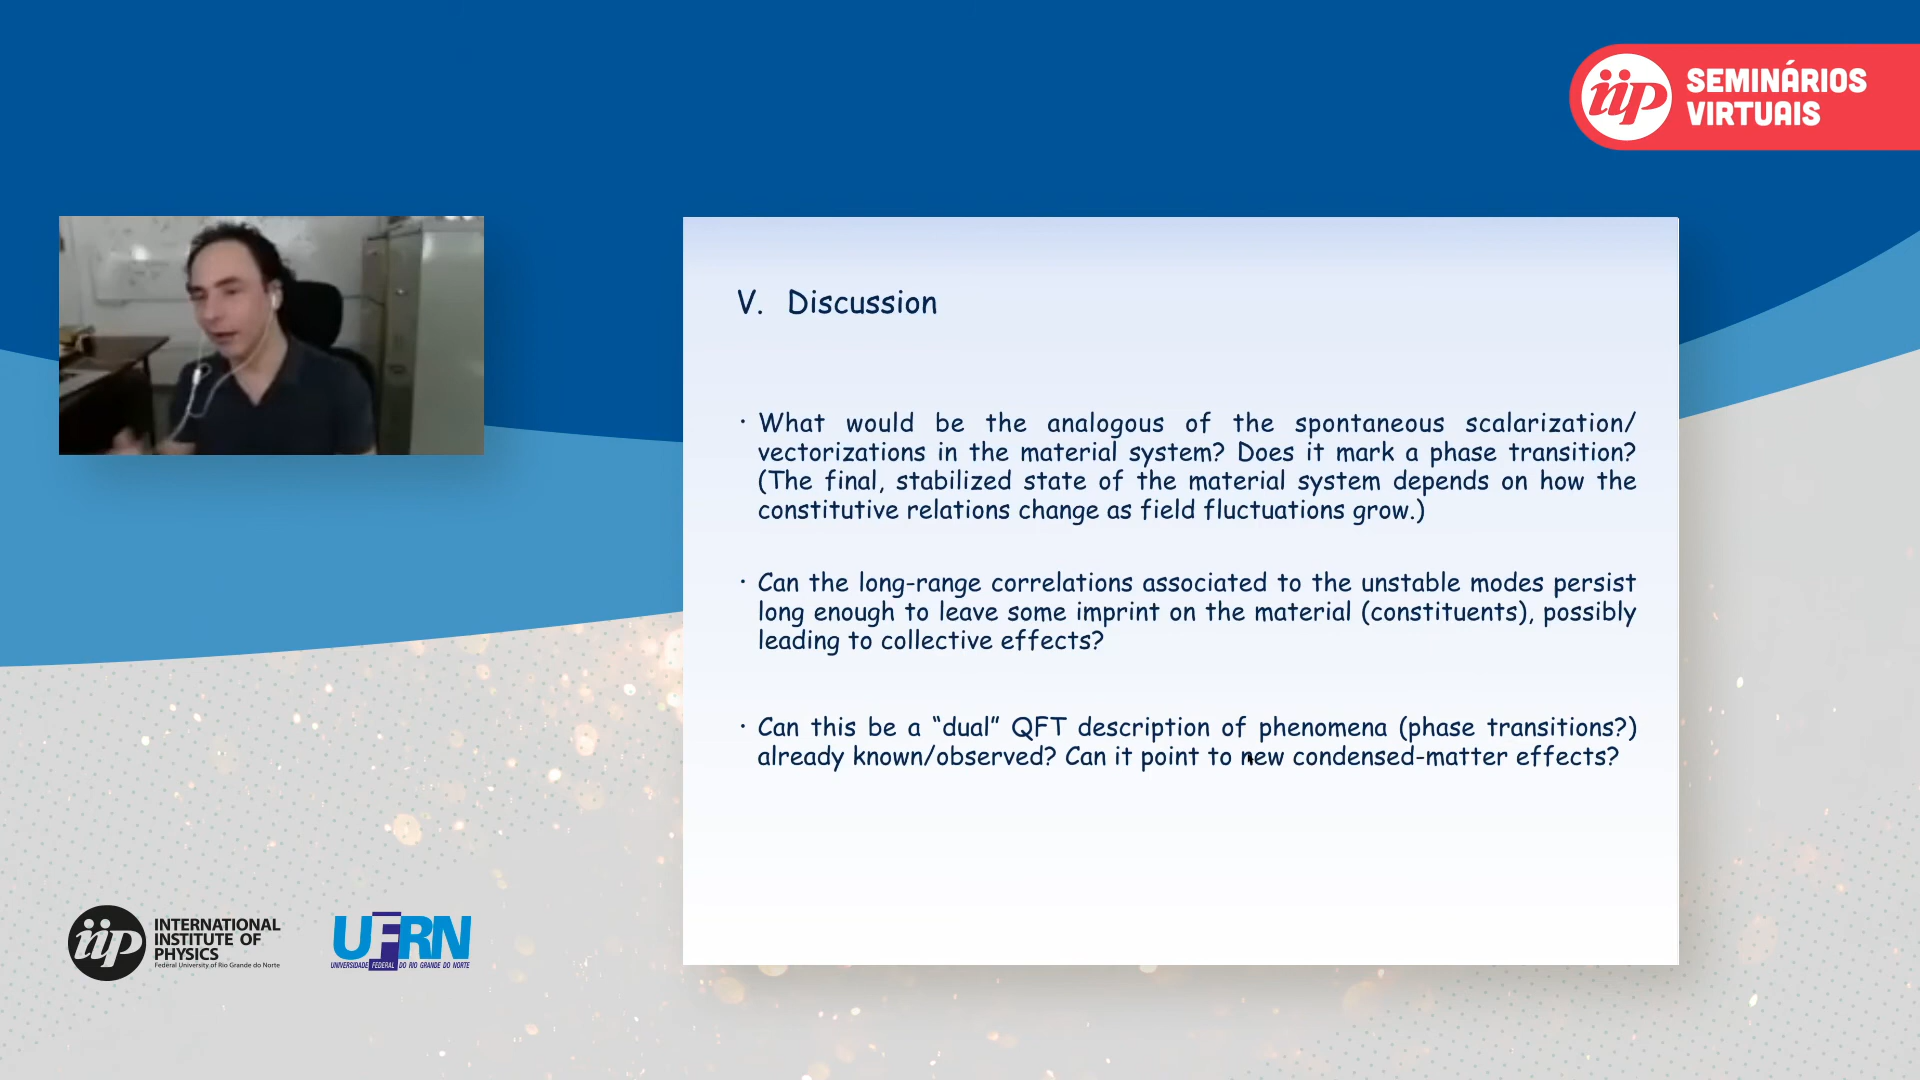 iip SEMINÁRIOS
VIRTUAIS
V. Discussion
· What would be the analogous of the spontaneous scalarization/
vectorizations in the material system? Does it mark a phase transition?
(The final, stabilized state of the material system depends on how the
constitutive relations change as field fluctuations grow.)
· Can the long-range correlations associated to the unstable modes persist
long enough to leave some imprint on the material (constituents), possibly
leading to collective effects?
· Can this be a “dual” QFT description of phenomena (phase transitions?)
already known/observed? Can it point to new condensed-matter effects?
iip INTERNATIONAL
INSTITUTE OF
PHYSICS
Federal University of Rio Grande do Norte
UFRN
UNIVERSIDADE FEDERAL DO RIO GRANDE DO NORTE